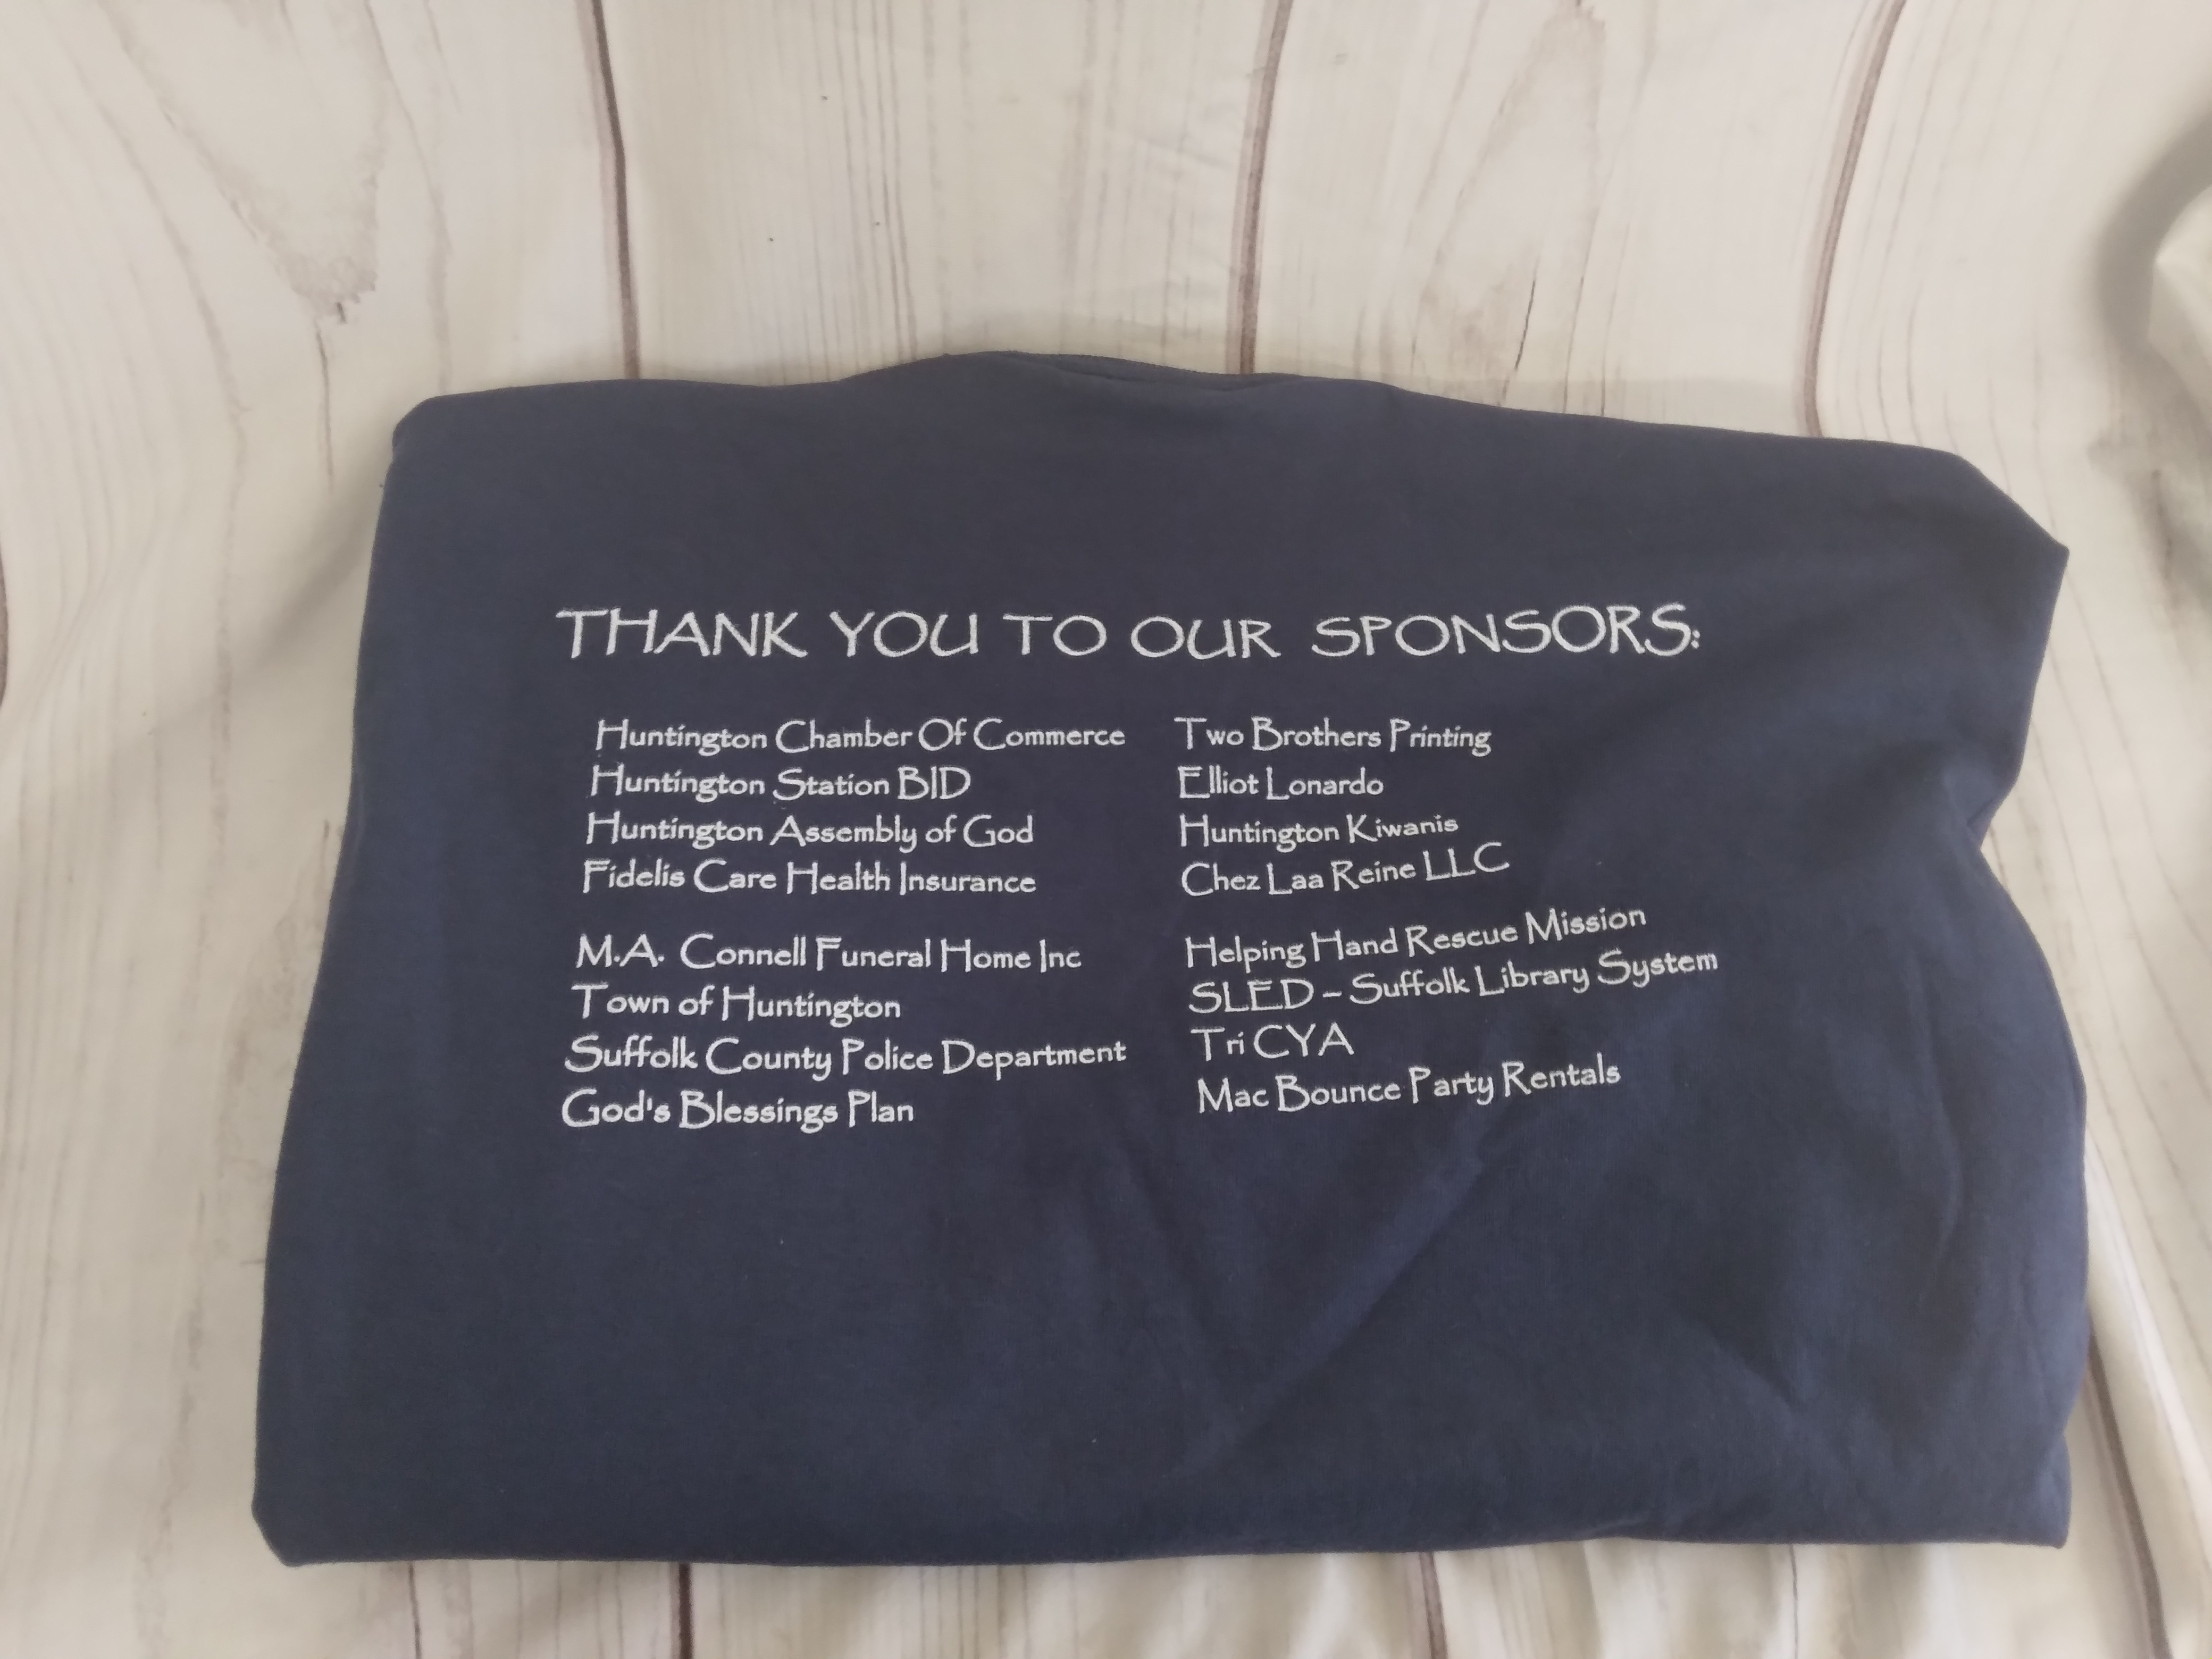 THANK YOU TO OUR SPONSORS:
Huntington Chamber Of Commerce
Huntington Station BID
Huntington Assembly of God
Fidelis Care Health Insurance
M.A. Connell Funeral Home Inc
Town of Huntington
Suffolk County Police Department
God's Blessings Plan
Two Brothers Printing
Elliot Lonardo
Huntington Kiwanis
Chez Laa Reine LLC
Helping Hand Rescue Mission
SLED - Suffolk Library System
Tri CYA
Mac Bounce Party Rentals